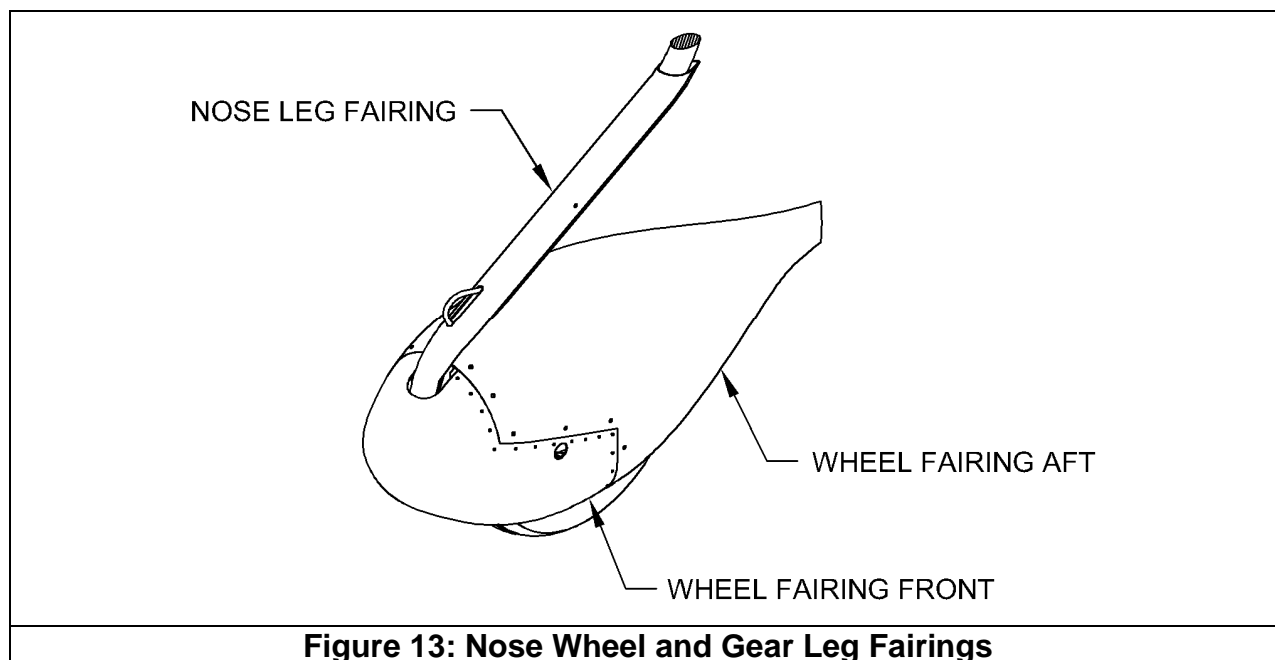 NOSE LEG FAIRING
WHEEL FAIRING AFT
WHEEL FAIRING FRONT
Figure 13: Nose Wheel and Gear Leg Fairings